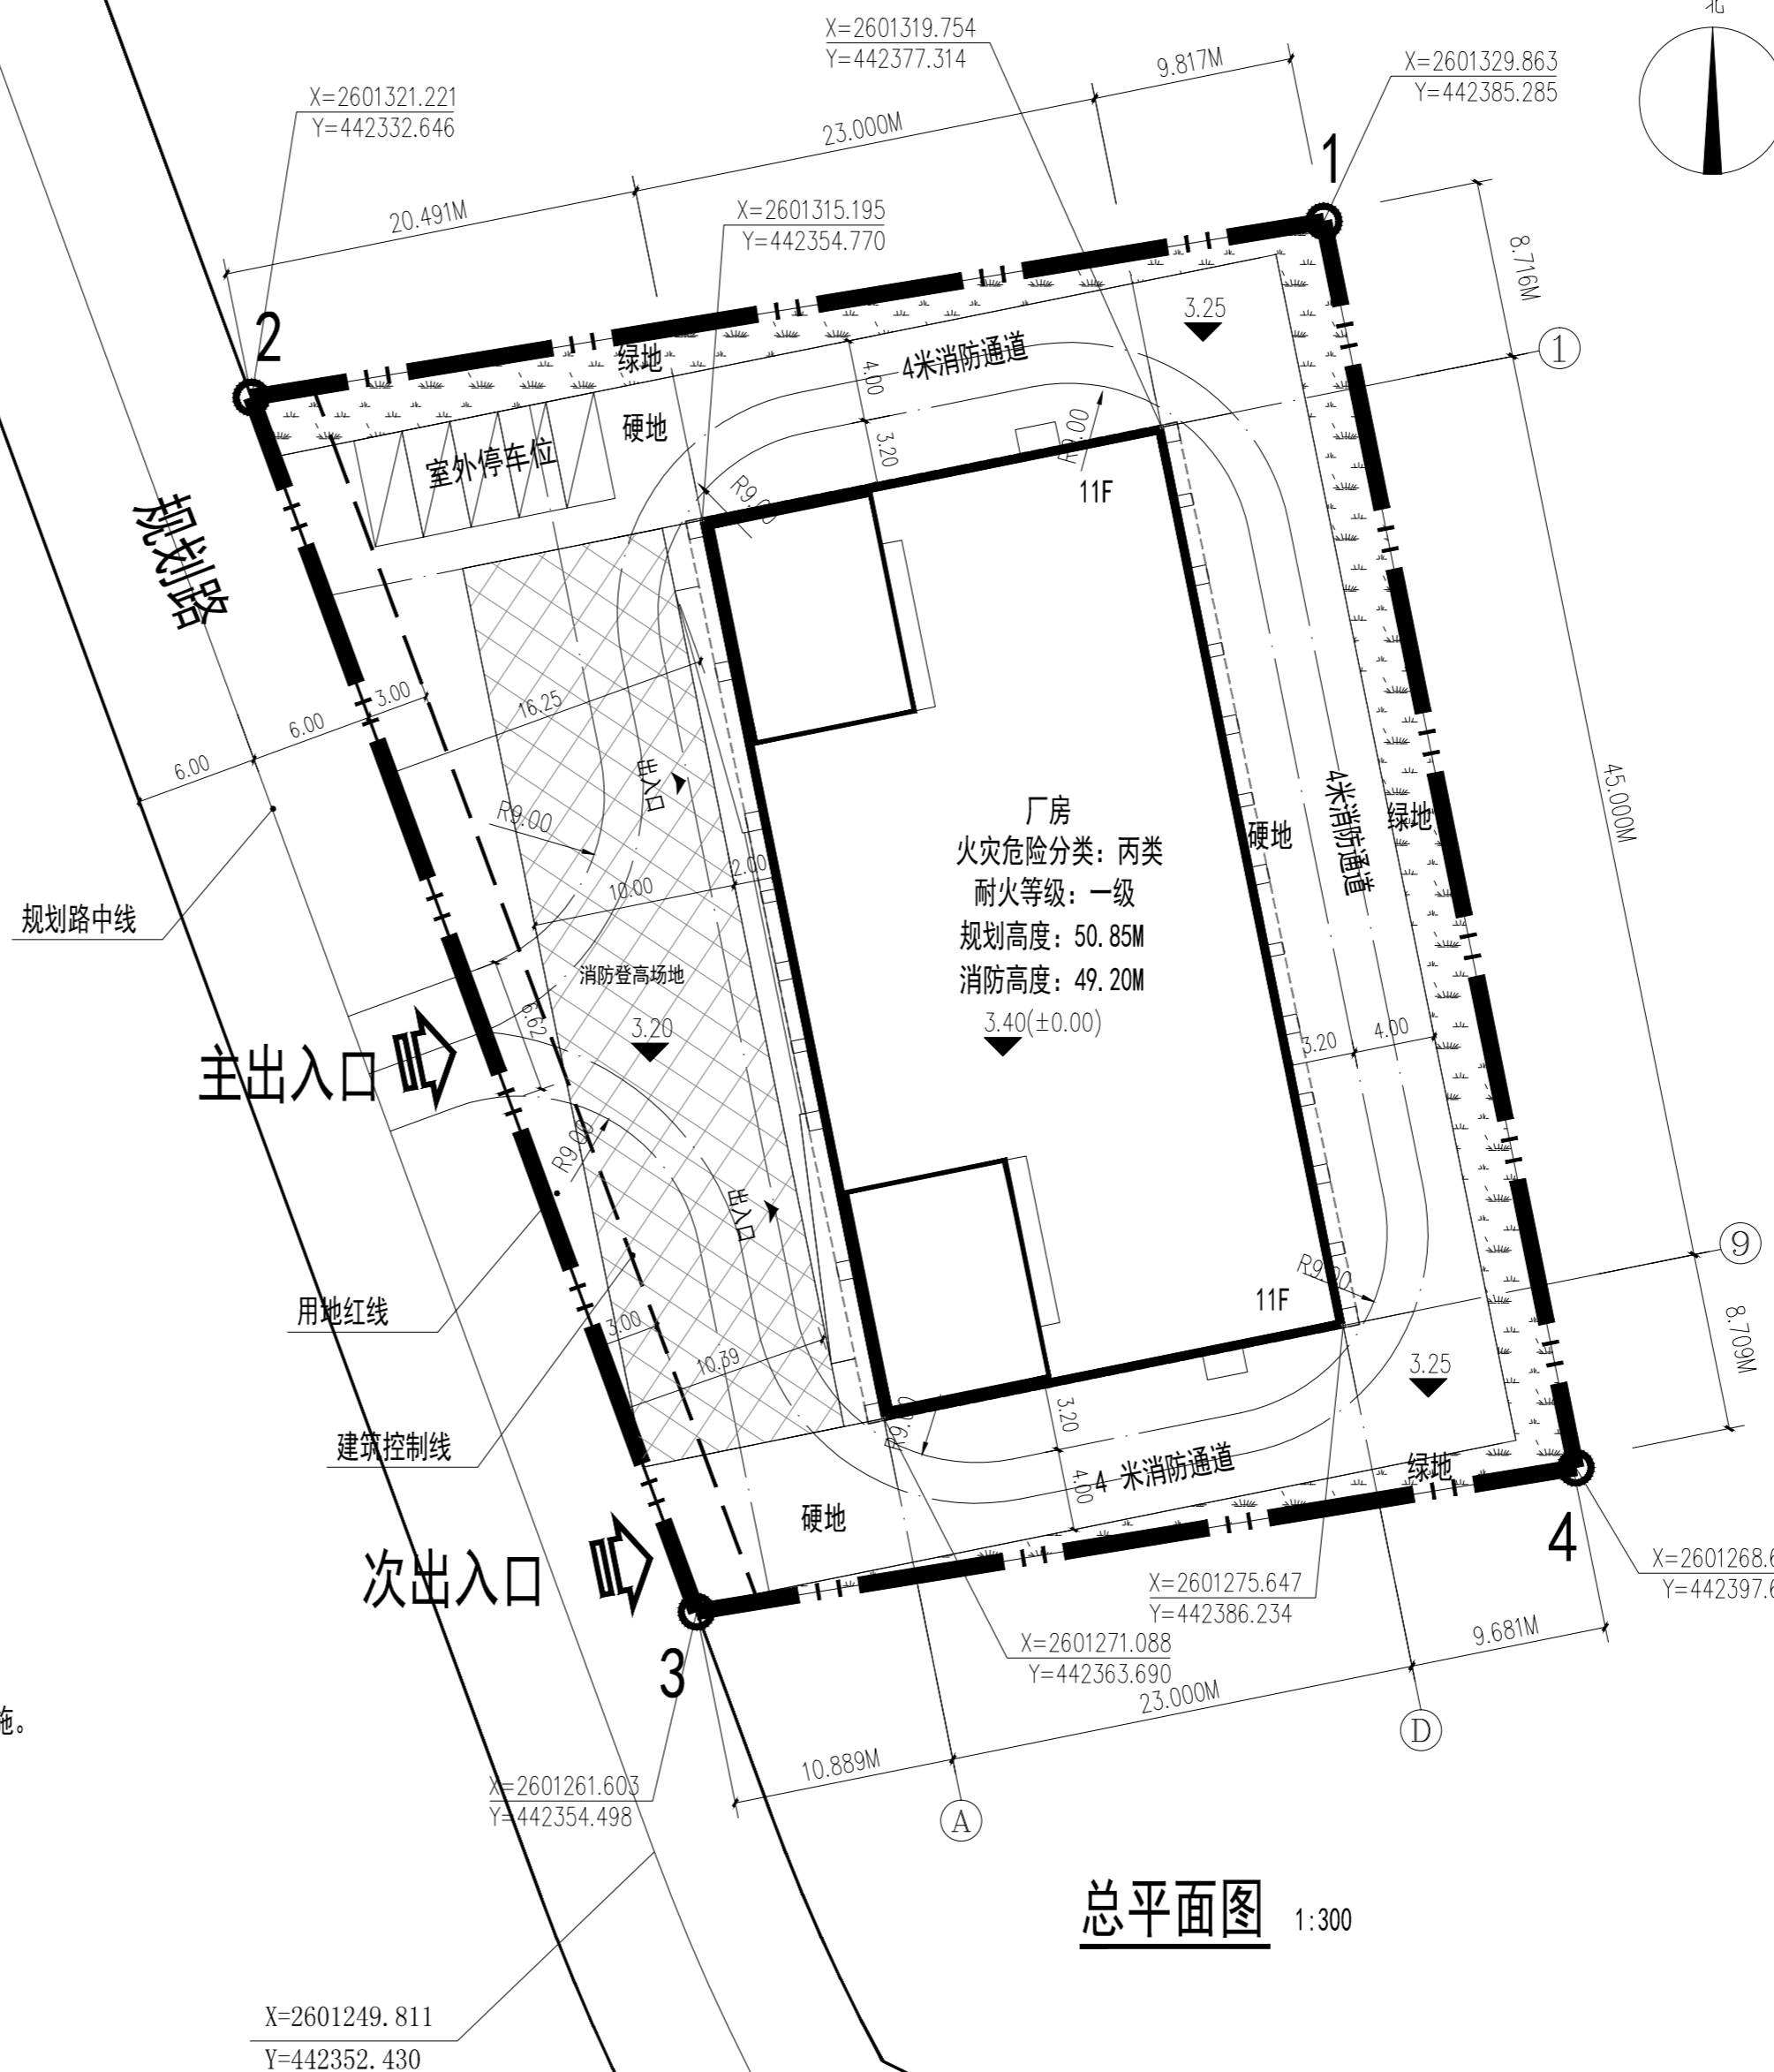 北
X=2601319.754
Y=442377.314
9.817M
X=2601329.863
Y=442385.285
X=2601321.221
Y=442332.646
23.000M
1
20.491M
X=2601315.195
Y=442354.770
8.716M
2
3.25
①
绿地
4米消防通道
4.00
硬地
3.20
R9.00
室外停车位
11F
R9.00
规划路
3.00
16.25
6.00
6.00
出入口
45.000M
厂房
4米消防通道
绿地
R9.00
硬地
火灾危险分类：丙类
2.00
10.00
耐火等级：一级
规划路中线
规划高度：50.85M
消防登高场地
消防高度：49.20M
6.62
3.20
3.40(±0.00)
3.20
4.00
主出入口
R9.00
出入口
⑨
R9.00
11F
用地红线
3.00
10.39
3.25
8.709M
R9.00
3.20
建筑控制线
4 米消防通道
绿地
4.00
硬地
4
次出入口
X=2601275.647
Y=442386.234
X=2601268.6
Y=442397.6
3
X=2601271.088
Y=442363.690
9.681M
23.000M
施。
D
10.889M
X=2601261.603
Y=442354.498
A
总平面图 1:300
X=2601249.811
Y=442352.430